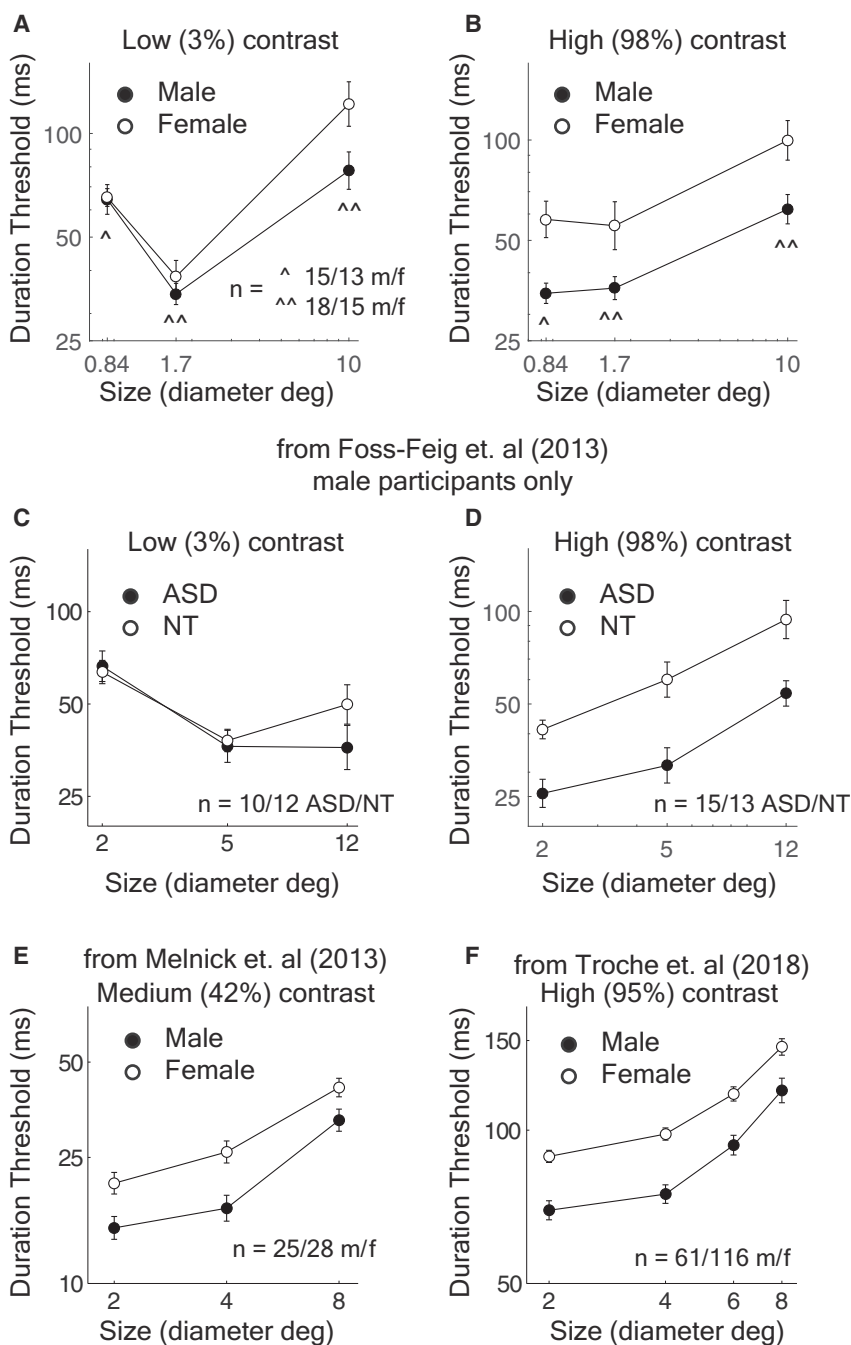 A
Low (3%) contrast
Male
Female
Duration Threshold (ms)
100
50
25
^
^^
^^
n = ^ 15/13 m/f
^^ 18/15 m/f
0.84 1.7 10
Size (diameter deg)
B
High (98%) contrast
Male
Female
Duration Threshold (ms)
100
50
25
^
^^
^^
0.84 1.7 10
Size (diameter deg)
from Foss-Feig et. al (2013)
male participants only
C
Low (3%) contrast
ASD
NT
Duration Threshold (ms)
100
50
25
n = 10/12 ASD/NT
2 5 12
Size (diameter deg)
D
High (98%) contrast
ASD
NT
Duration Threshold (ms)
100
50
25
n = 15/13 ASD/NT
2 5 12
Size (diameter deg)
E
from Melnick et. al (2013)
Medium (42%) contrast
Male
Female
Duration Threshold (ms)
50
25
10
n = 25/28 m/f
2 4 8
Size (diameter deg)
F
from Troche et. al (2018)
High (95%) contrast
Male
Female
Duration Threshold (ms)
150
100
50
n = 61/116 m/f
2 4 6 8
Size (diameter deg)